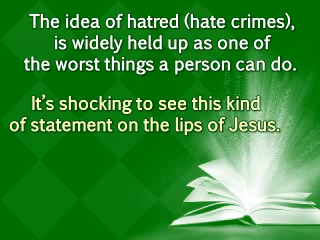 The idea of hatred (hate crimes),
is widely held up as one of
the worst things a person can do.
It's shocking to see this kind
of statement on the lips of Jesus.